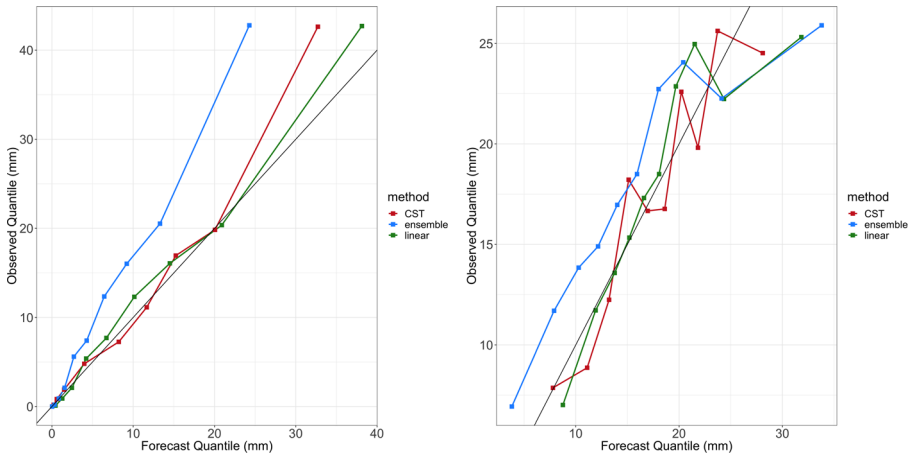 Observed Quantile (mm)
40
30
20
10
0
0
10
20
30
40
Forecast Quantile (mm)
method
CST
ensemble
linear
Observed Quantile (mm)
25
20
15
10
10
20
30
Forecast Quantile (mm)
method
CST
ensemble
linear